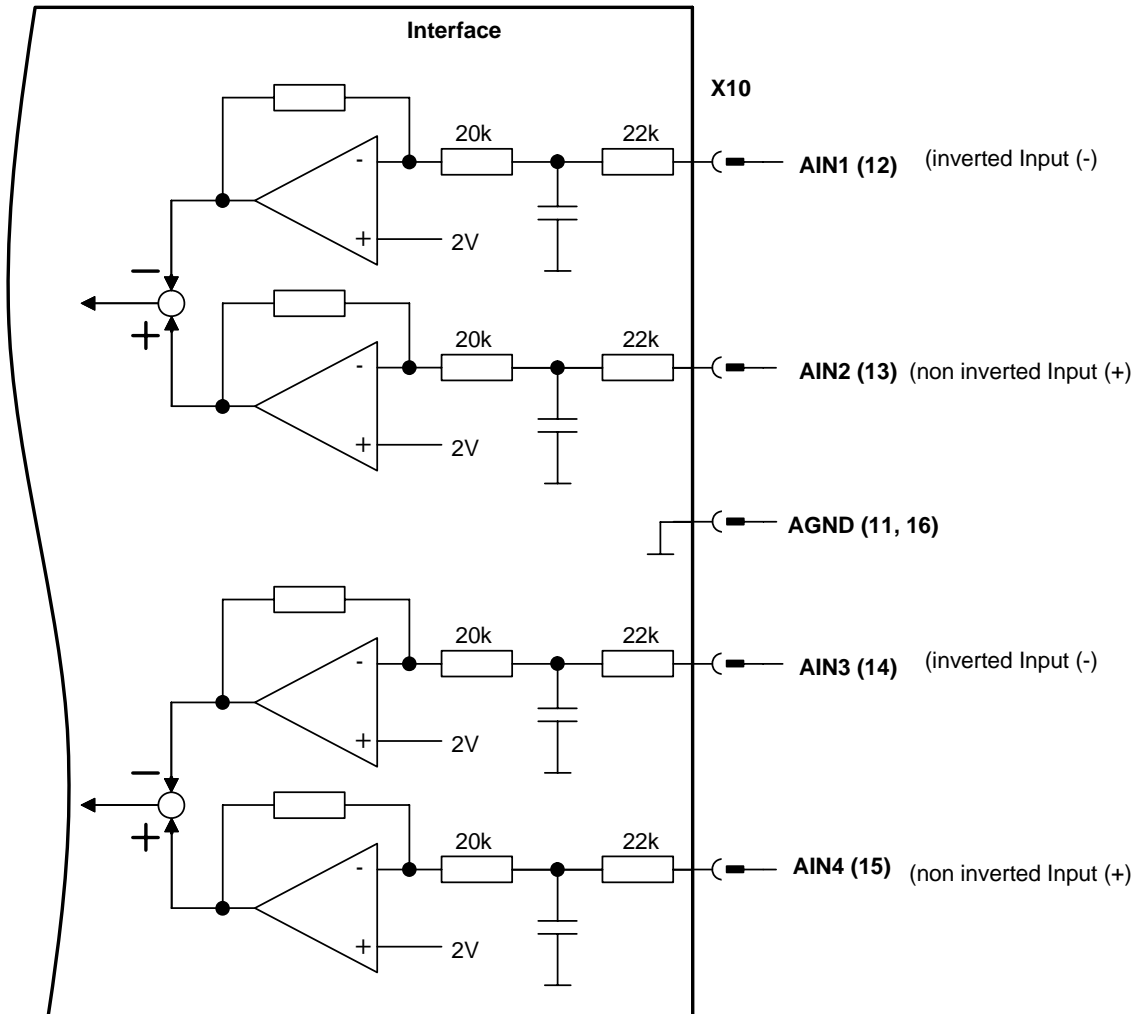 Interface
X10
20k 22k
AIN1 (12) (inverted Input (-)
-
+ 2V
−
+
20k 22k
AIN2 (13) (non inverted Input (+)
-
+ 2V
AGND (11, 16)
20k 22k
AIN3 (14) (inverted Input (-)
-
+ 2V
−
+
20k 22k
AIN4 (15) (non inverted Input (+)
-
+ 2V